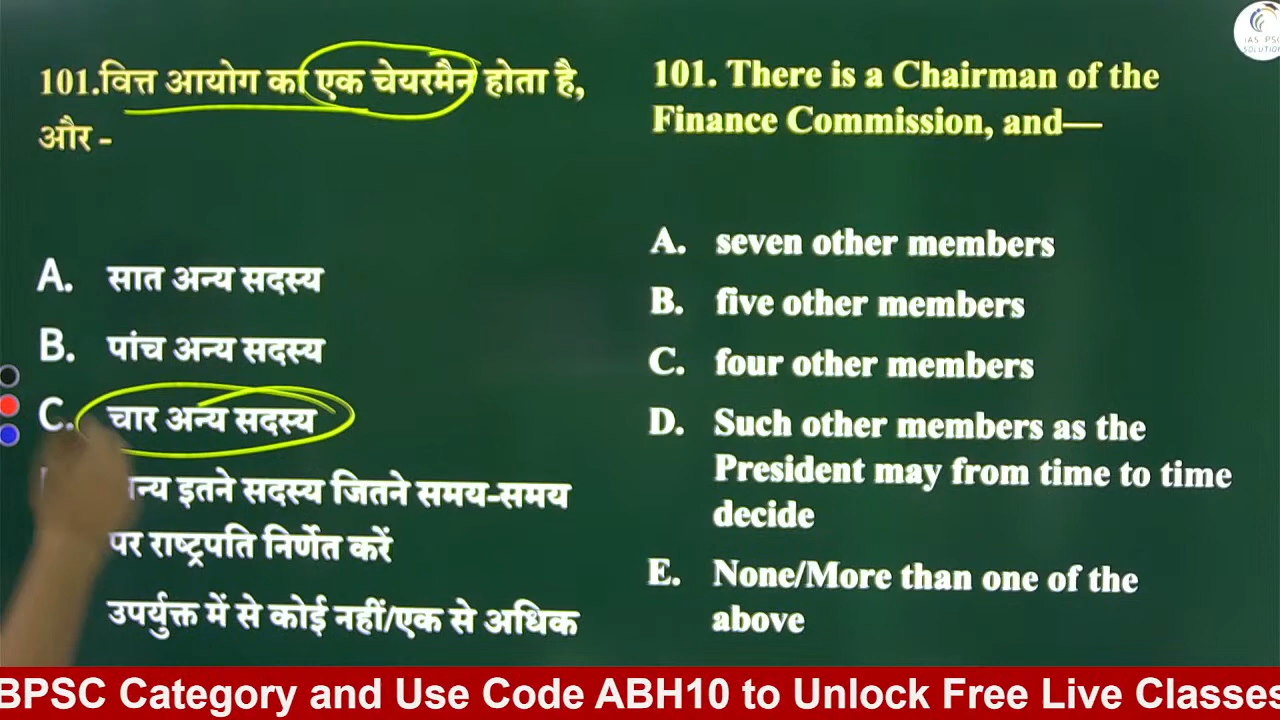 101.वित्त आयोग का एक चेयरमैन होता है,
और -
A. सात अन्य सदस्य
B. पांच अन्य सदस्य
C. चार अन्य सदस्य
इतने सदस्य जितने समय-समय
पर राष्ट्रपति निर्णेत करें
उपर्युक्त में से कोई नहीं/एक से अधिक
101. There is a Chairman of the
Finance Commission, and—
A. seven other members
B. five other members
C. four other members
D. Such other members as the
President may from time to time
decide
E. None/More than one of the
above
IAS PSC
SOLUTION
BPSC Category and Use Code ABH10 to Unlock Free Live Classes